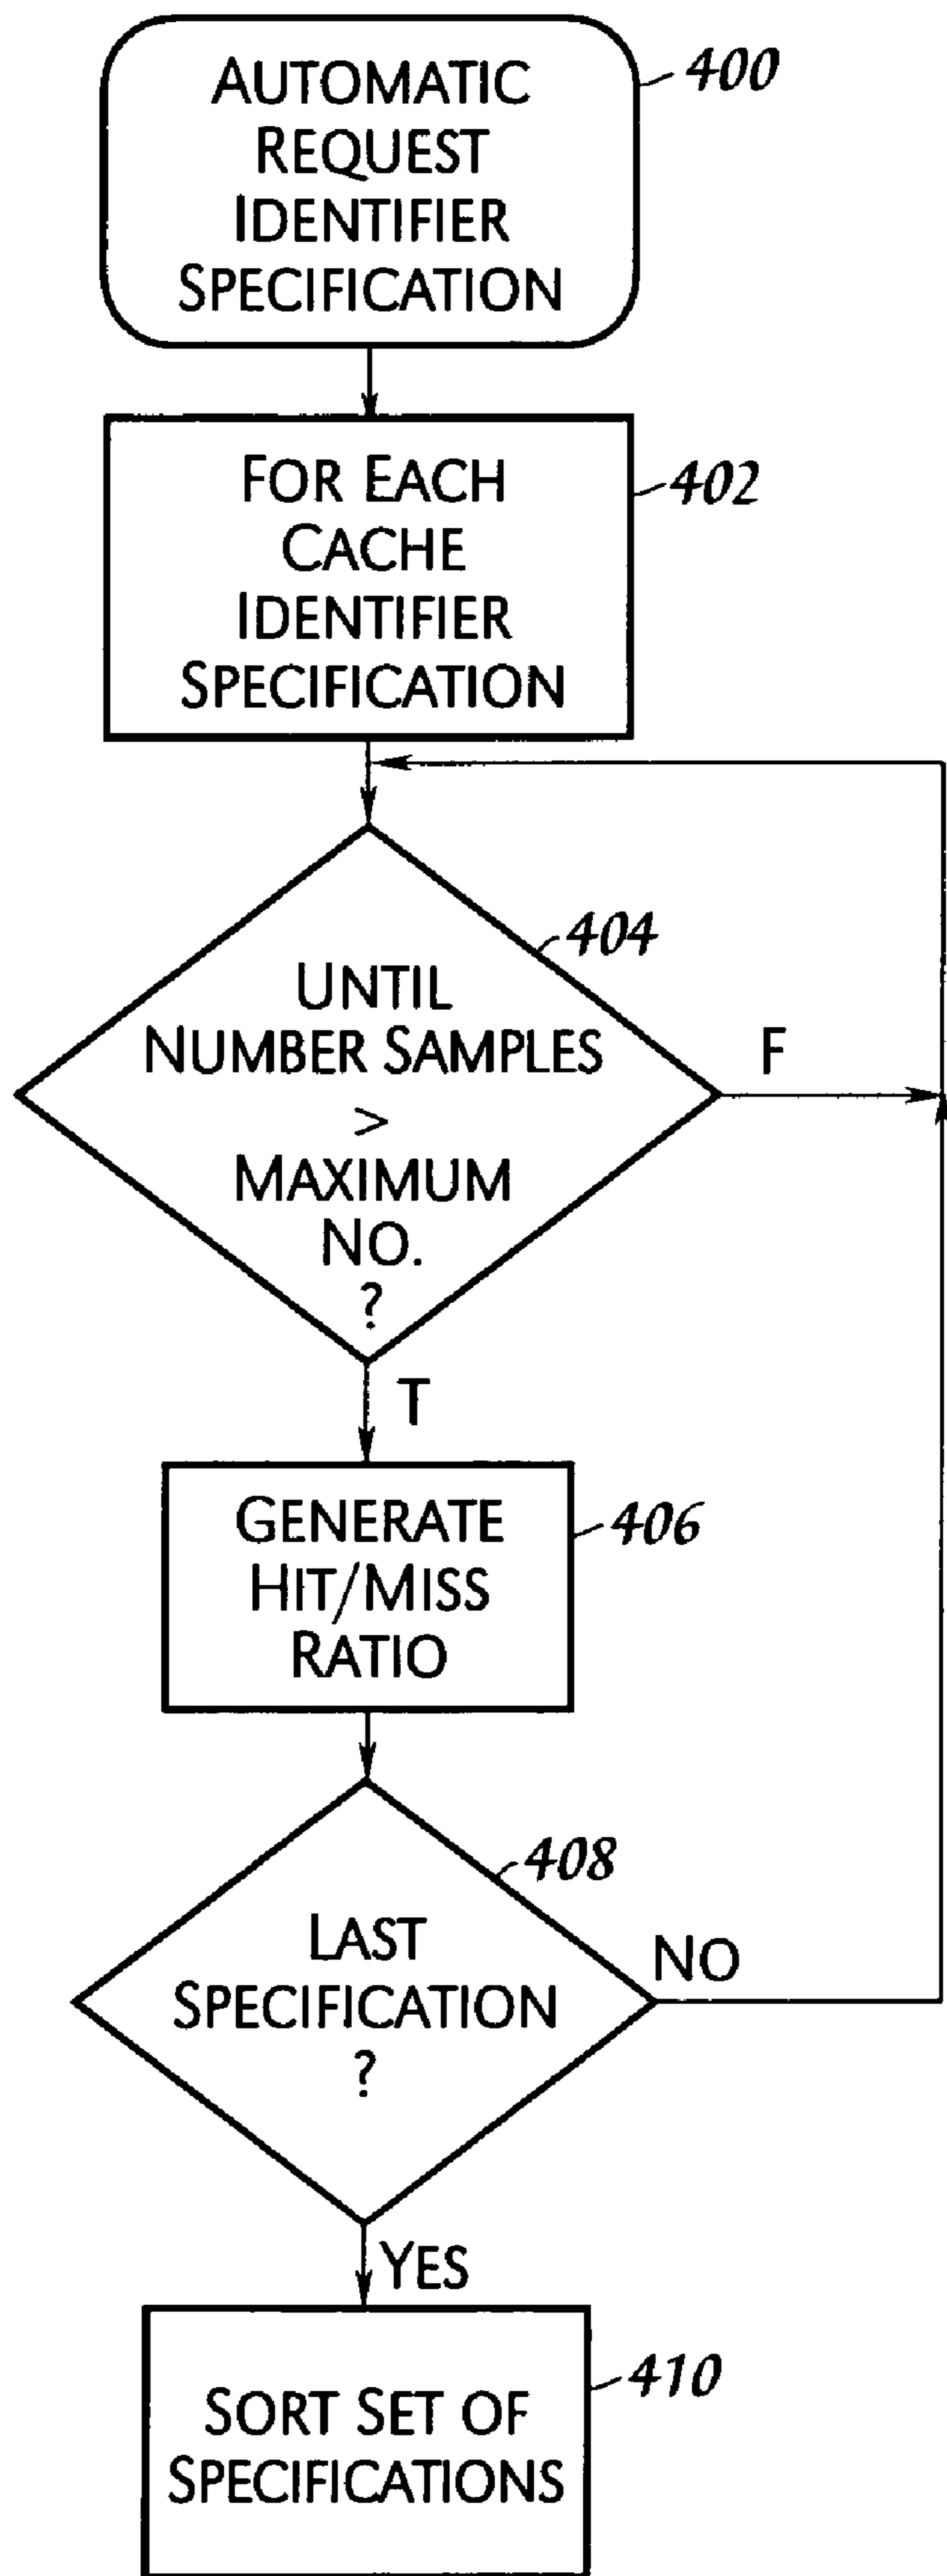 AUTOMATIC
REQUEST
IDENTIFIER
SPECIFICATION
400
FOR EACH
CACHE
IDENTIFIER
SPECIFICATION
402
404
UNTIL
NUMBER SAMPLES
>
MAXIMUM
NO.
?
F
T
GENERATE
HIT/MISS
RATIO
406
408
LAST
SPECIFICATION
?
NO
YES
SORT SET OF
SPECIFICATIONS
410